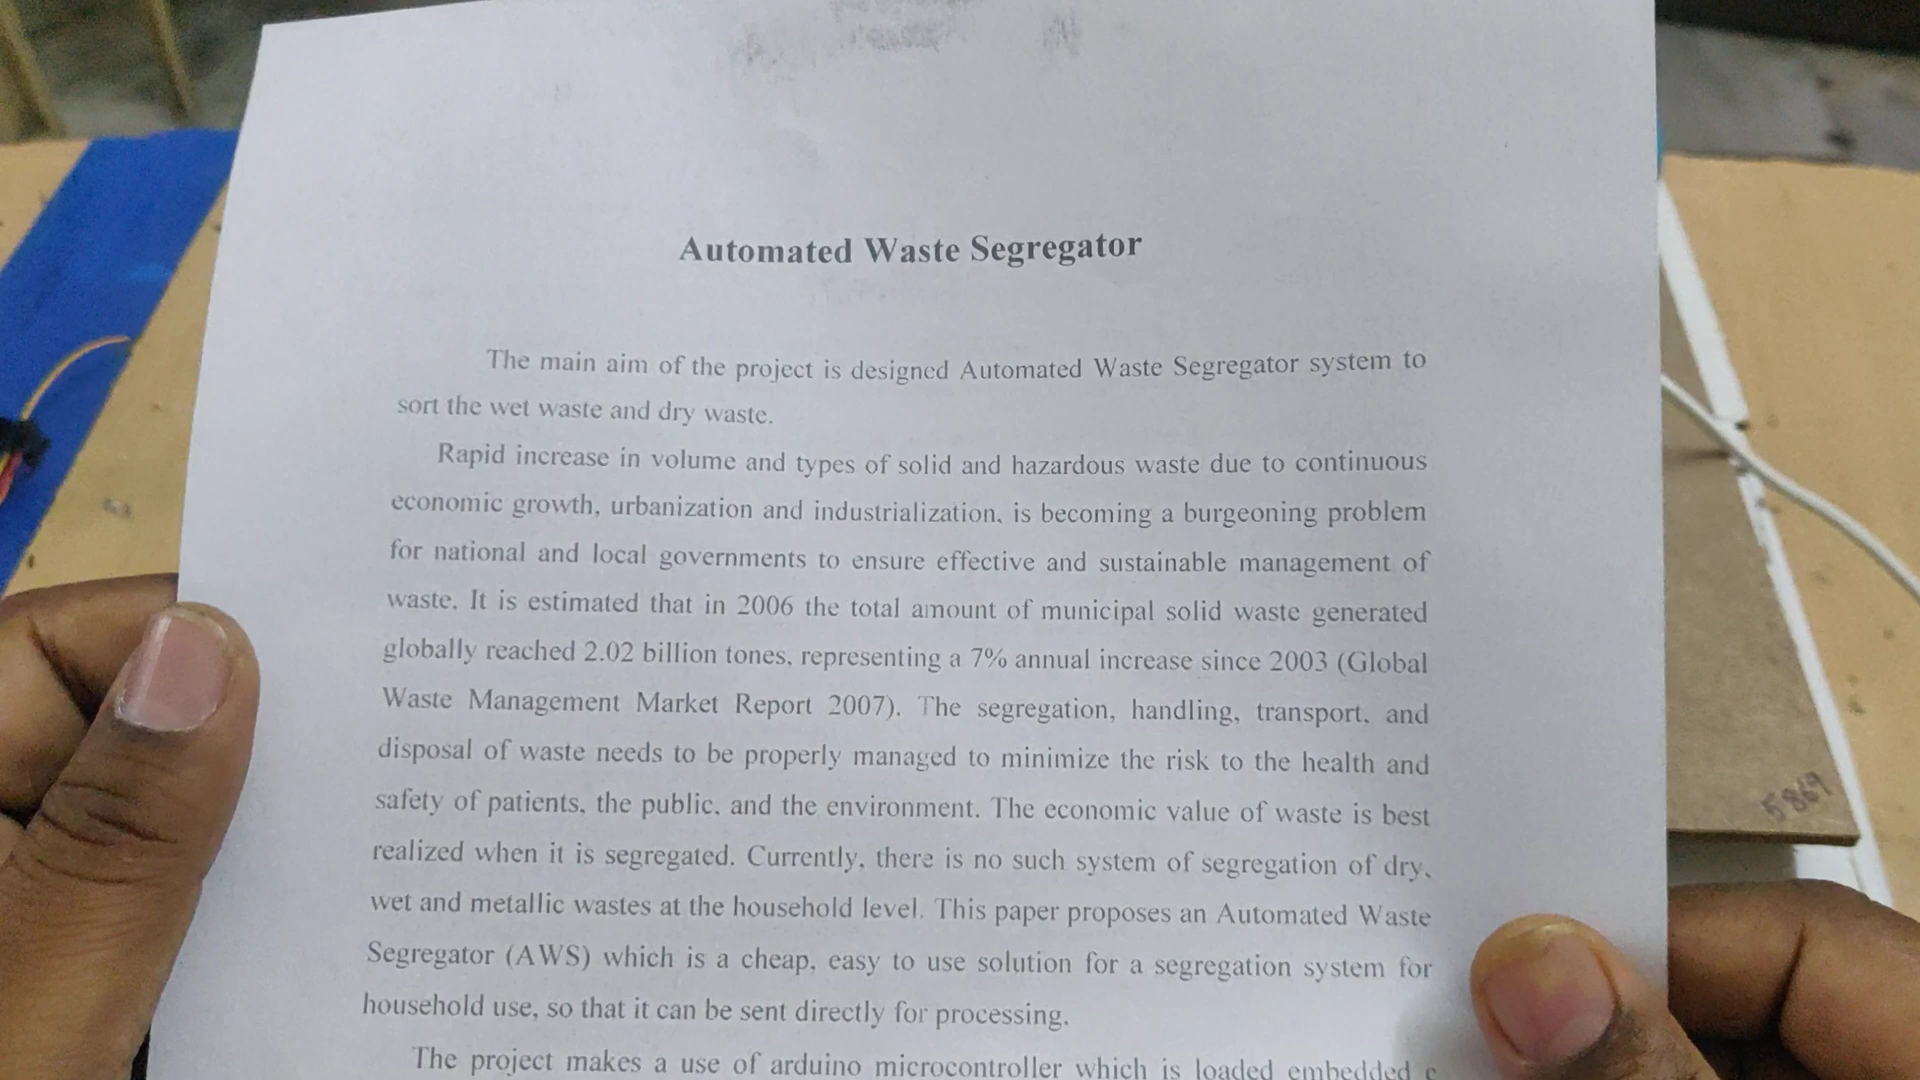 Automated Waste Segregator
The main aim of the project is designed Automated Waste Segregator system to
sort the wet waste and dry waste.
Rapid increase in volume and types of solid and hazardous waste due to continuous
economic growth, urbanization and industrialization, is becoming a burgeoning problem
for national and local governments to ensure effective and sustainable management of
waste. It is estimated that in 2006 the total amount of municipal solid waste generated
globally reached 2.02 billion tones, representing a 7% annual increase since 2003 (Global
Waste Management Market Report 2007). The segregation, handling, transport, and
disposal of waste needs to be properly managed to minimize the risk to the health and
safety of patients, the public, and the environment. The economic value of waste is best
realized when it is segregated. Currently, there is no such system of segregation of dry,
wet and metallic wastes at the household level. This paper proposes an Automated Waste
Segregator (AWS) which is a cheap, easy to use solution for a segregation system for
household use, so that it can be sent directly for processing.
The project makes a use of arduino microcontroller which is loaded embedded c
5869